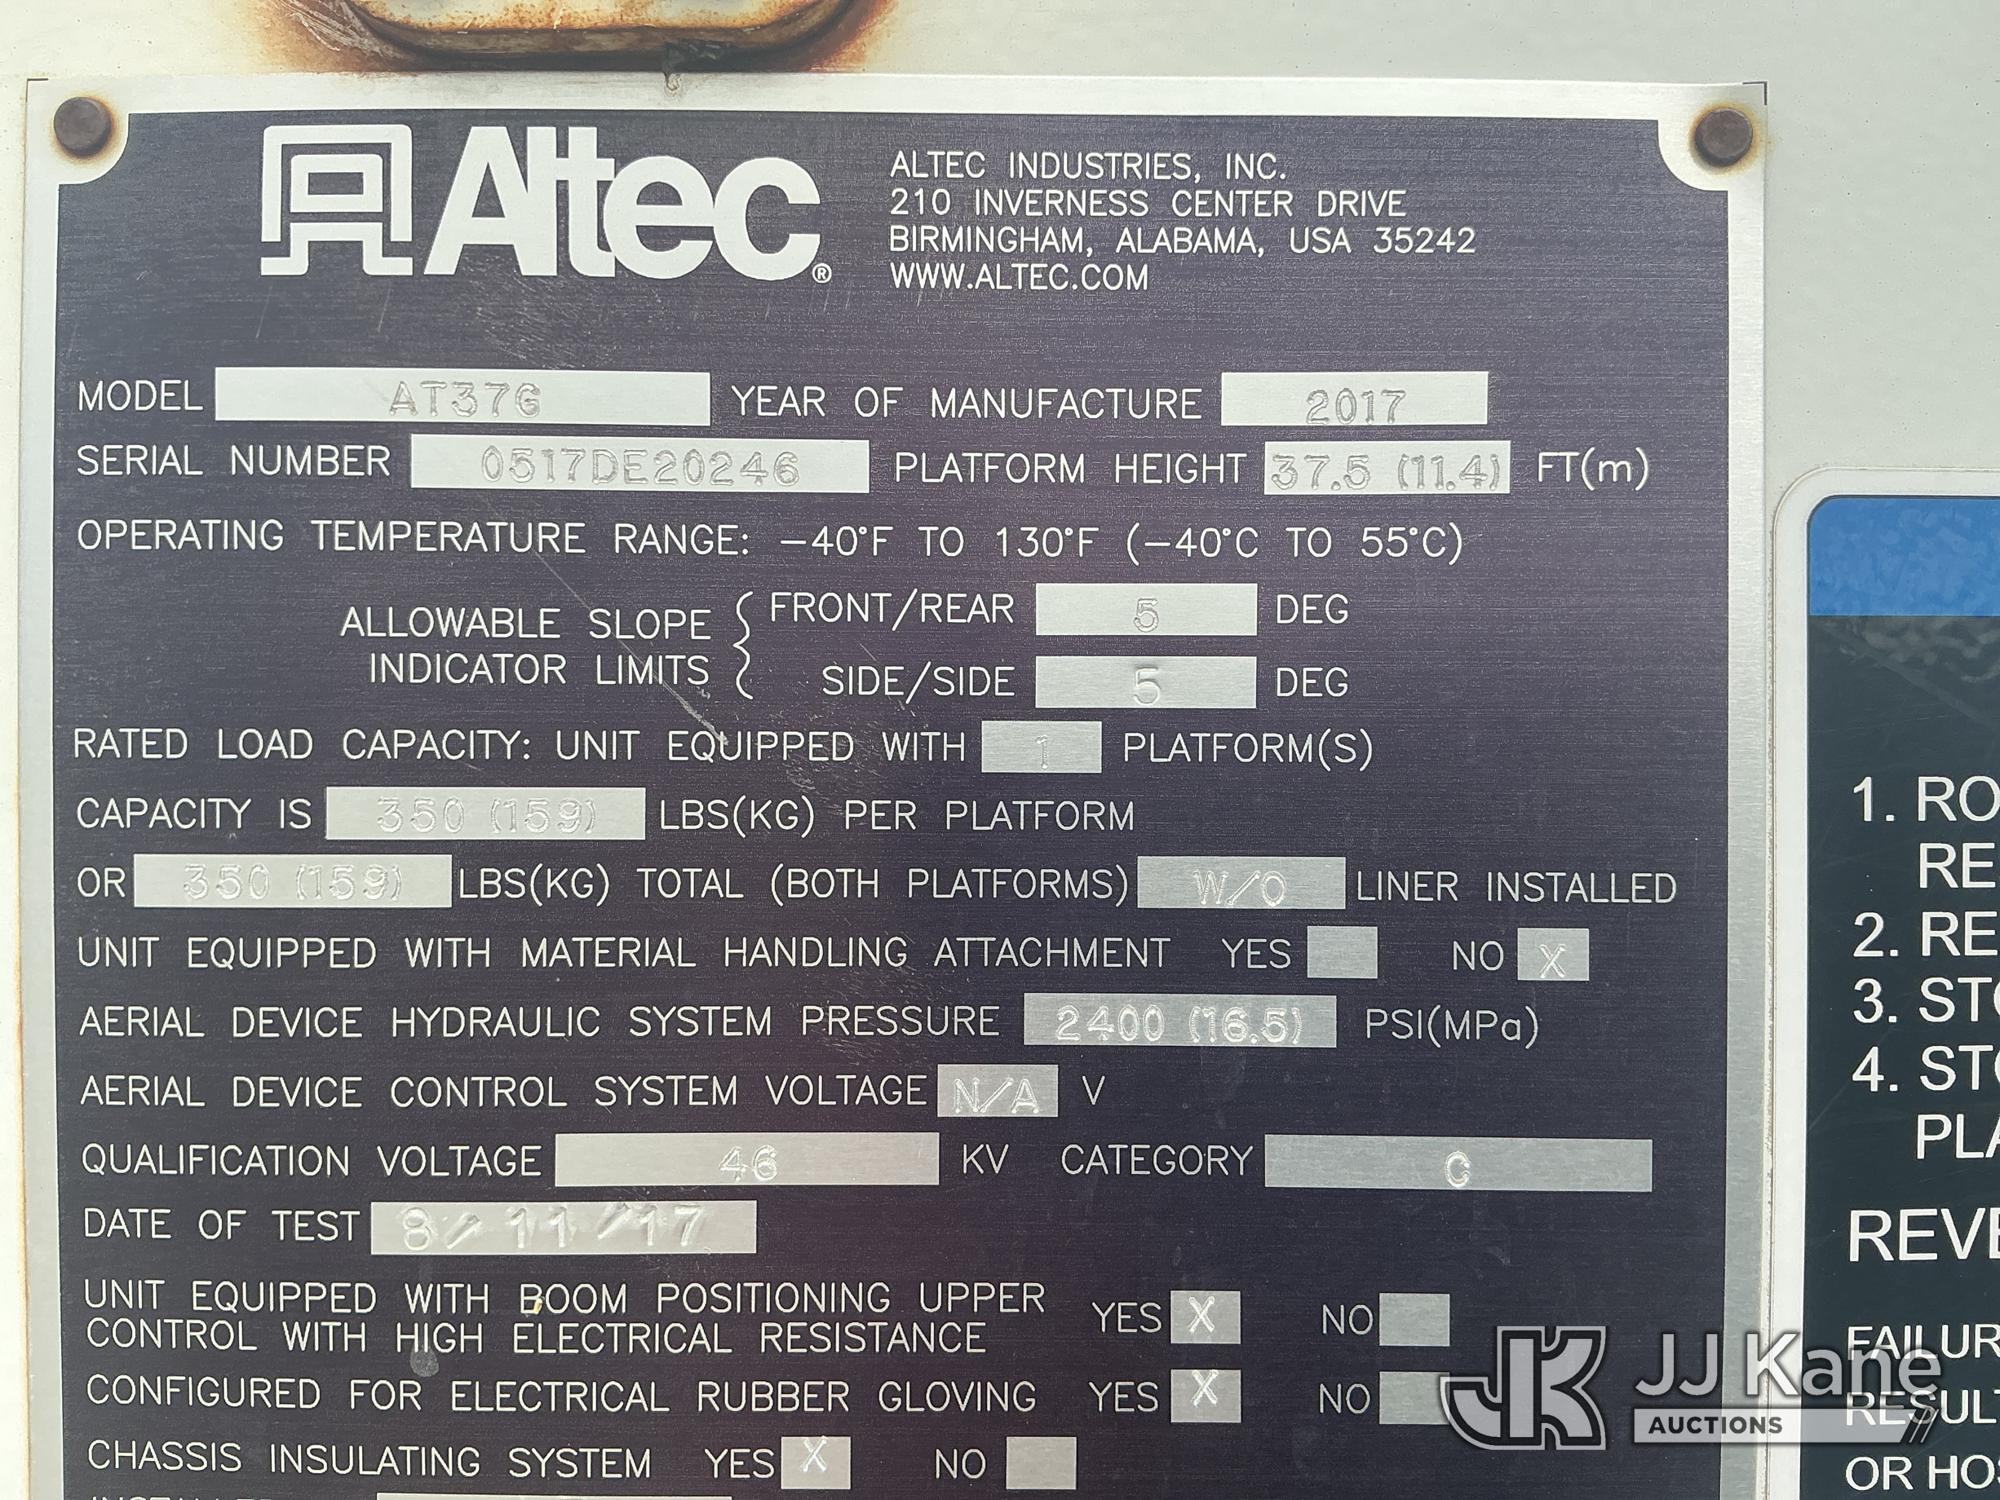 Altec®
ALTEC INDUSTRIES, INC.
210 INVERNESS CENTER DRIVE
BIRMINGHAM, ALABAMA, USA 35242
WWW.ALTEC.COM
MODEL AT37G YEAR OF MANUFACTURE 2017
SERIAL NUMBER 0517DE20246 PLATFORM HEIGHT 37.5 (11.4) FT(m)
OPERATING TEMPERATURE RANGE: -40°F TO 130°F (-40°C TO 55°C)
ALLOWABLE SLOPE INDICATOR LIMITS
FRONT/REAR 5 DEG
SIDE/SIDE 5 DEG
RATED LOAD CAPACITY: UNIT EQUIPPED WITH 1 PLATFORM(S)
CAPACITY IS 350 (159) LBS(KG) PER PLATFORM
OR 350 (159) LBS(KG) TOTAL (BOTH PLATFORMS) W/O LINER INSTALLED
UNIT EQUIPPED WITH MATERIAL HANDLING ATTACHMENT YES NO X
AERIAL DEVICE HYDRAULIC SYSTEM PRESSURE 2400 (16.5) PSI(MPa)
AERIAL DEVICE CONTROL SYSTEM VOLTAGE N/A V
QUALIFICATION VOLTAGE 46 KV CATEGORY C
DATE OF TEST 8/11/17
UNIT EQUIPPED WITH BOOM POSITIONING UPPER
CONTROL WITH HIGH ELECTRICAL RESISTANCE YES X NO
CONFIGURED FOR ELECTRICAL RUBBER GLOVING YES X NO
CHASSIS INSULATING SYSTEM YES X NO
1. RO
RE
2. RE
3. STO
4. STO
PLA
REVE
FAILUR
RESULT
OR HOS
JJ Kane
AUCTIONS